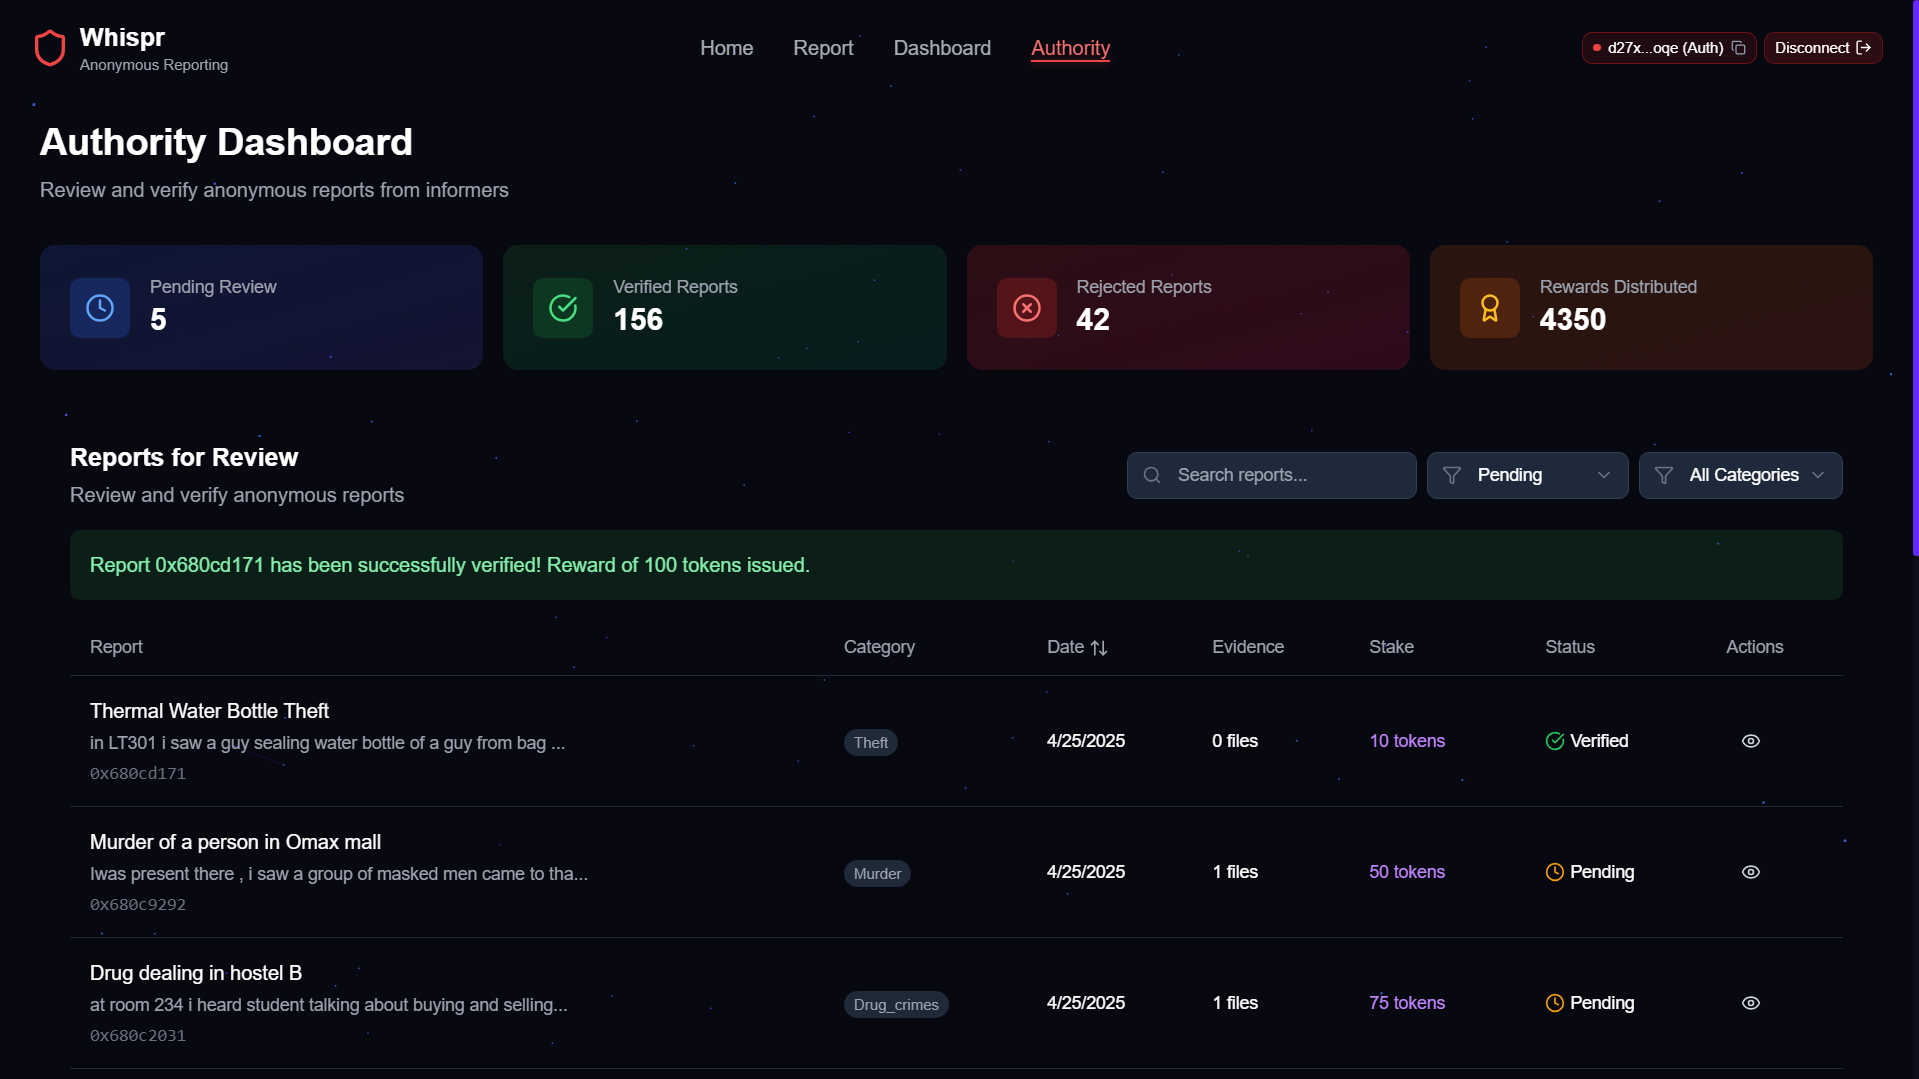 Whispr
Anonymous Reporting
Home Report Dashboard Authority
d27x...oqe (Auth) Disconnect
Authority Dashboard
Review and verify anonymous reports from informers
Pending Review
5
Verified Reports
156
Rejected Reports
42
Rewards Distributed
4350
Reports for Review
Review and verify anonymous reports
Search reports... Pending All Categories
Report 0x680cd171 has been successfully verified! Reward of 100 tokens issued.
Report Category Date Evidence Stake Status Actions
Thermal Water Bottle Theft
in LT301 i saw a guy sealing water bottle of a guy from bag ...
0x680cd171
Theft 4/25/2025 0 files 10 tokens Verified
Murder of a person in Omax mall
Iwas present there , i saw a group of masked men came to tha...
0x680c9292
Murder 4/25/2025 1 files 50 tokens Pending
Drug dealing in hostel B
at room 234 i heard student talking about buying and selling...
0x680c2031
Drug_crimes 4/25/2025 1 files 75 tokens Pending